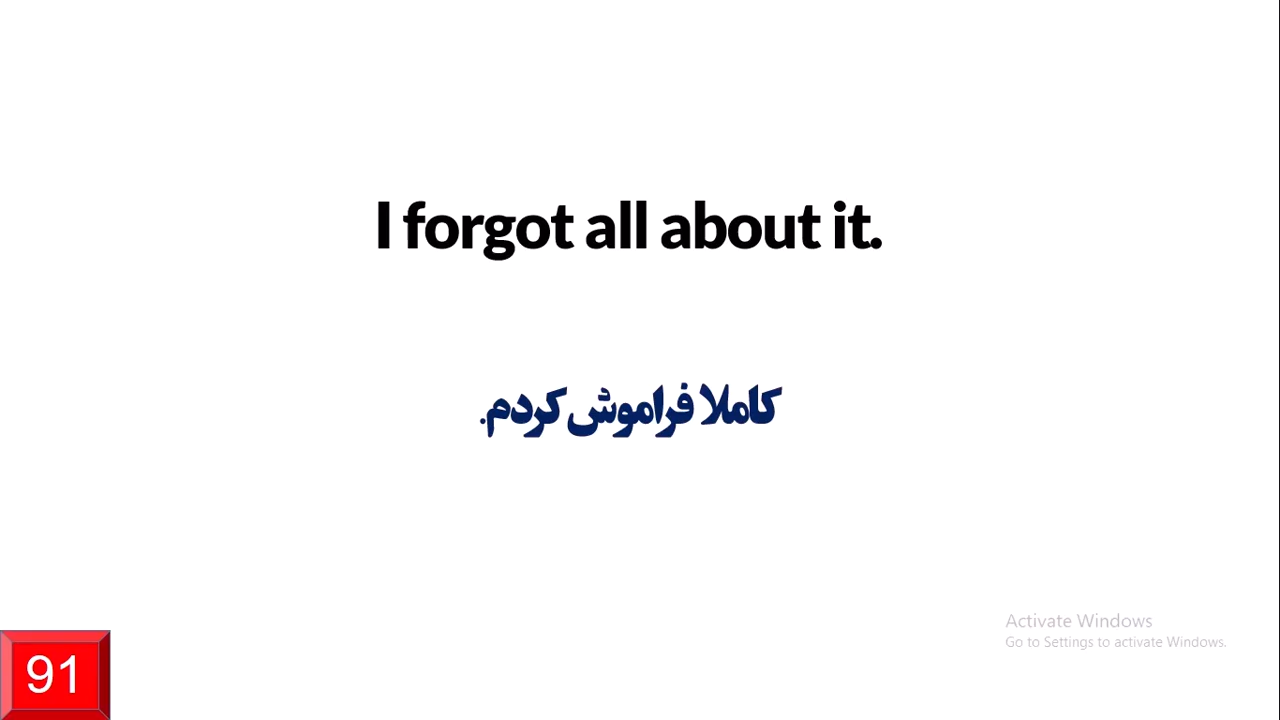 I forgot all about it.
کاملا فراموش کردم.
Activate Windows
Go to Settings to activate Windows.
91